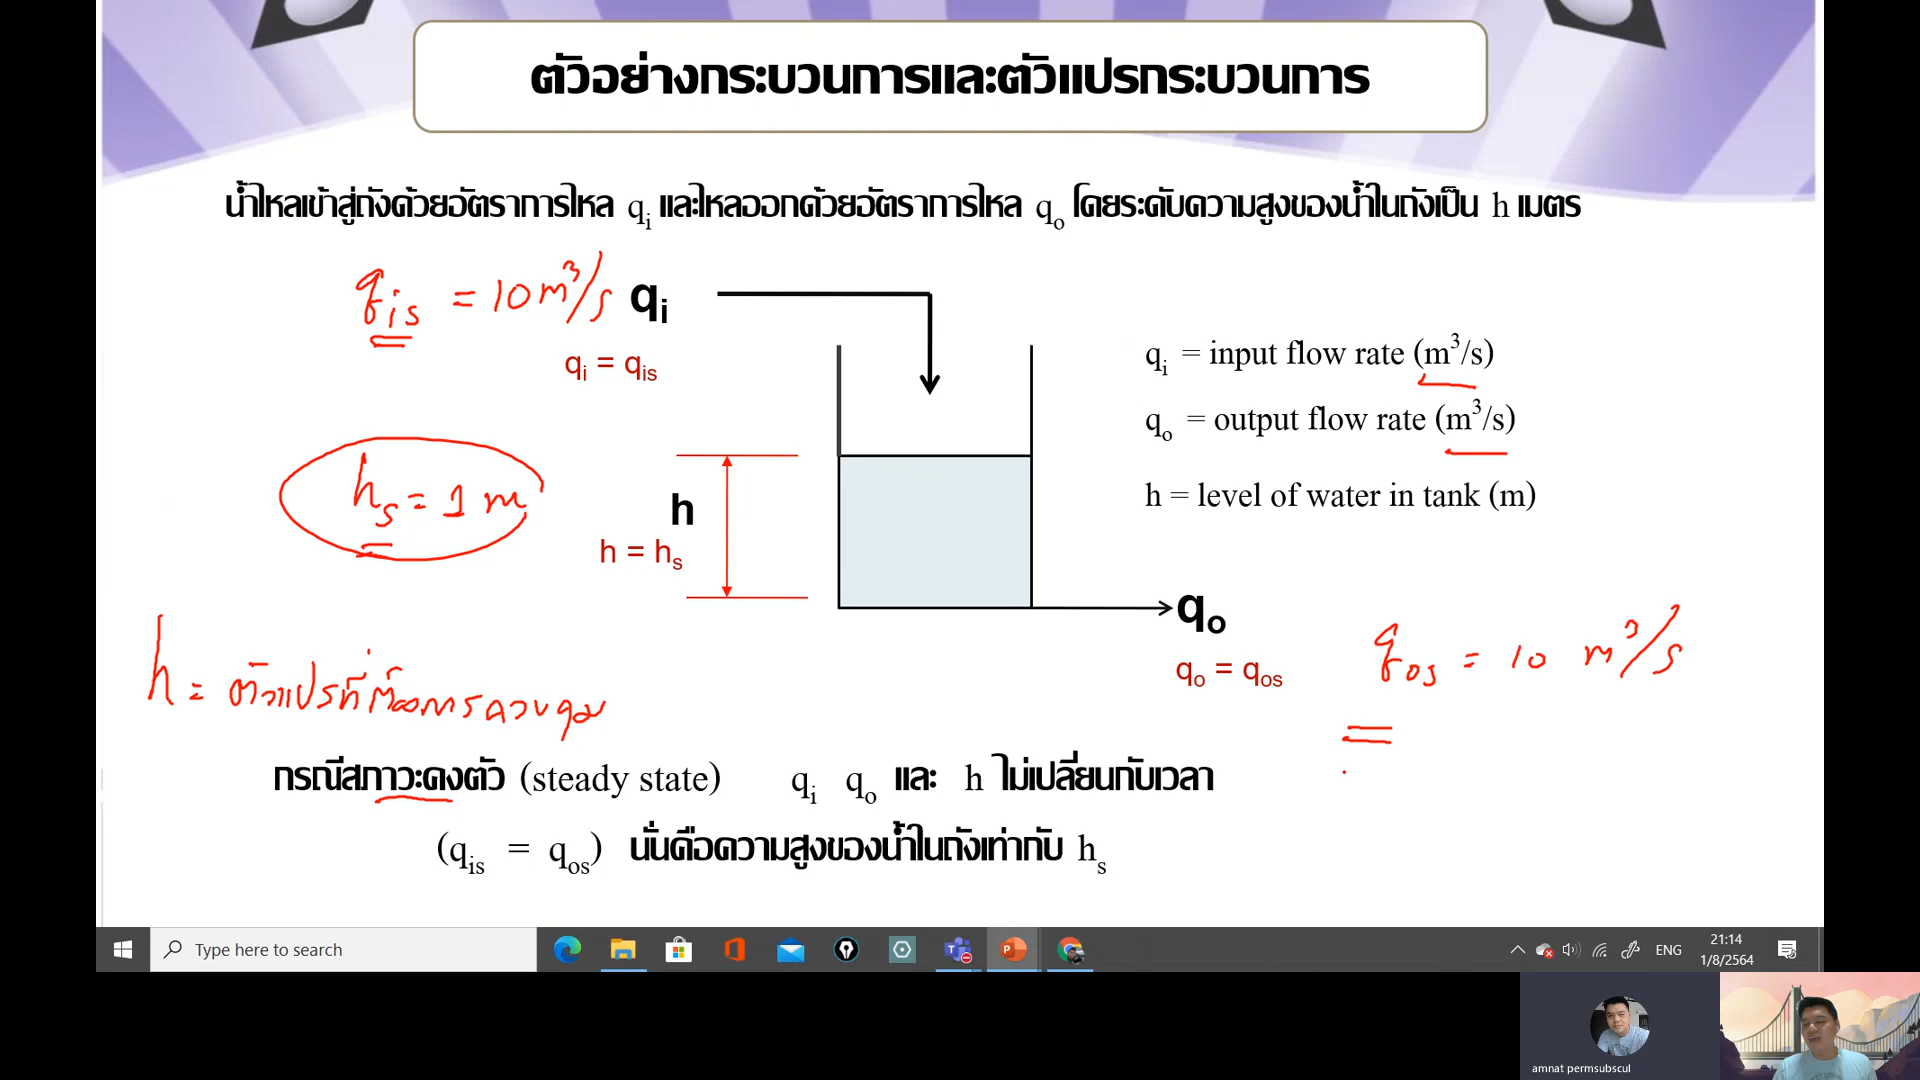 ตัวอย่างกระบวนการและตัวแปรกระบวนการ
น้ำไหลเข้าสู่ถังด้วยอัตราการไหล qi และไหลออกด้วยอัตราการไหล qo โดยระดับความสูงของน้ำในถังเป็น h เมตร
qis = 10 m³/s
qi
qi = qis
qi = input flow rate (m³/s)
qo = output flow rate (m³/s)
h = level of water in tank (m)
hs = 1 m
h
h = hs
qo
qo = qos
qos = 10 m³/s
=
h = ตัวแปรที่ต้องการควบคุม
กรณีสภาวะคงตัว (steady state) qi qo และ h ไม่เปลี่ยนกับเวลา
(qis = qos) นั่นคือความสูงของน้ำในถังเท่ากับ hs
Type here to search
ENG
21:14
1/8/2564
amnat permsubscul